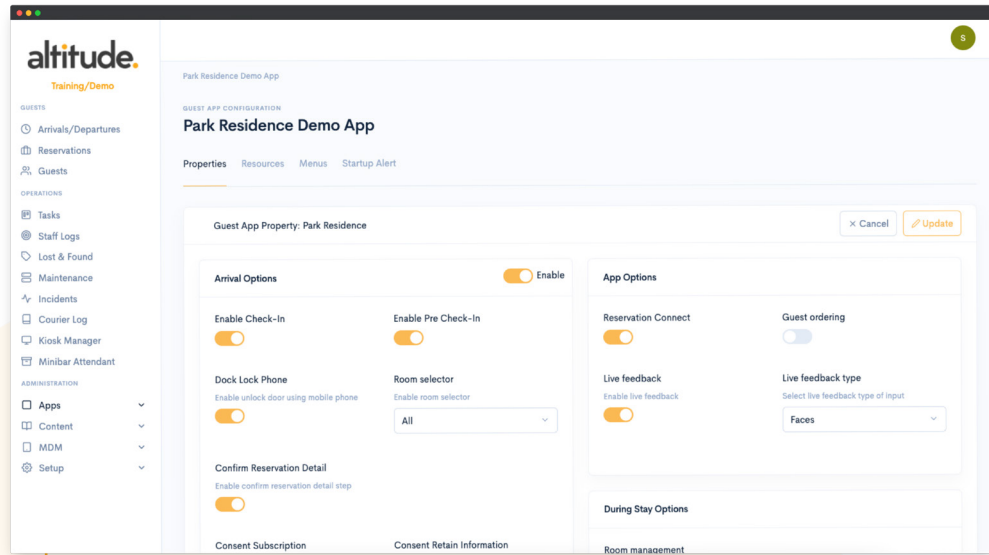 altitude.
Training/Demo
GUESTS
Arrivals/Departures
Reservations
Guests
OPERATIONS
Tasks
Staff Logs
Lost & Found
Maintenance
Incidents
Courier Log
Kiosk Manager
Minibar Attendant
ADMINISTRATION
Apps
Content
MDM
Setup
S
Park Residence Demo App
GUEST APP CONFIGURATION
Park Residence Demo App
Properties Resources Menus Startup Alert
Guest App Property: Park Residence
× Cancel Update
Arrival Options Enable
Enable Check-In Enable Pre Check-In
Dock Lock Phone Room selector
Enable unlock door using mobile phone Enable room selector
All
Confirm Reservation Detail
Enable confirm reservation detail step
Consent Subscription Consent Retain Information
App Options
Reservation Connect Guest ordering
Live feedback Live feedback type
Enable live feedback Select live feedback type of input
Faces
During Stay Options
Room management